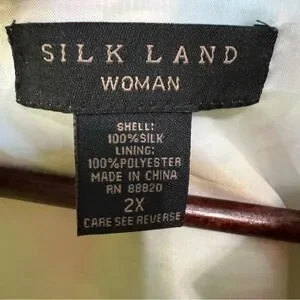 SILK LAND
WOMAN
SHELL:
100%SILK
LINING:
100%POLYESTER
MADE IN CHINA
RN 88820
2X
CARE SEE REVERSE